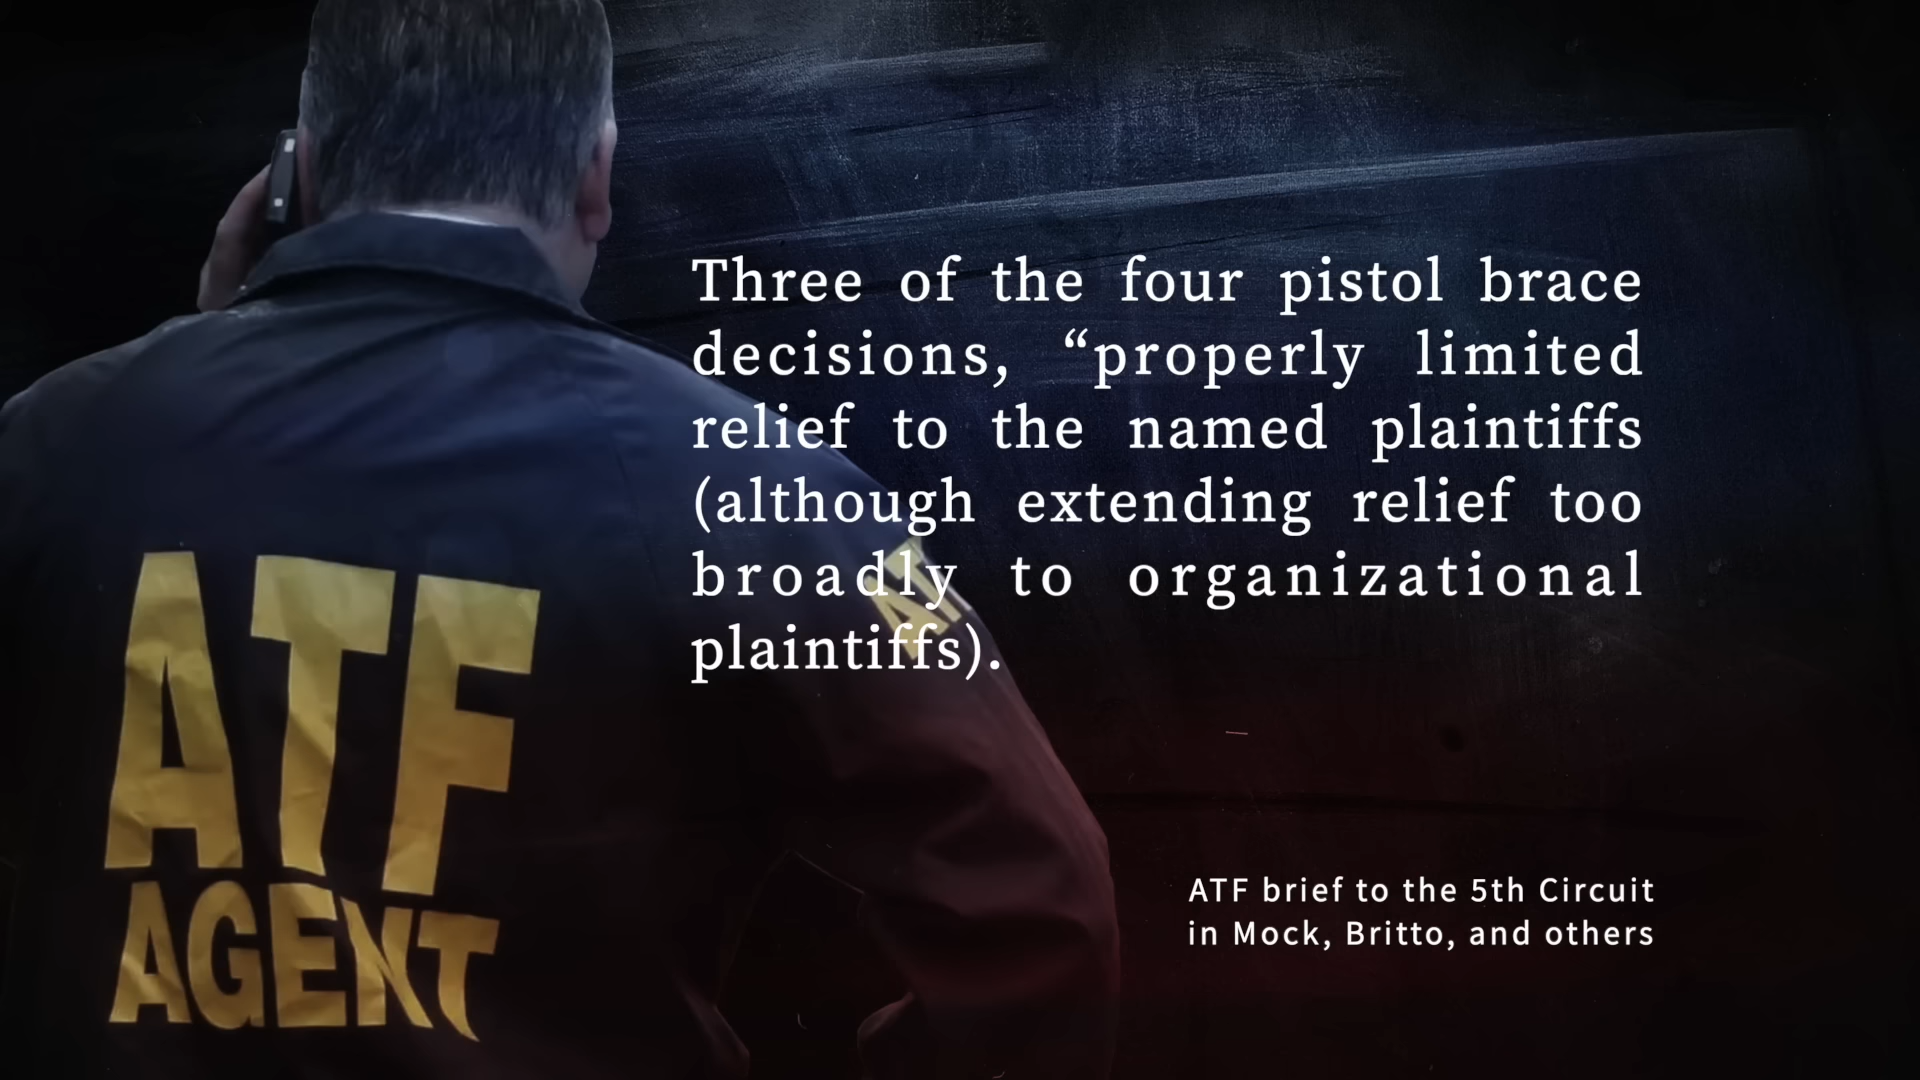 Three of the four pistol brace
decisions, “properly limited
relief to the named plaintiffs
(although extending relief too
broadly to organizational
plaintiffs).
ATF
ATF
AGENT
ATF brief to the 5th Circuit
in Mock, Britto, and others